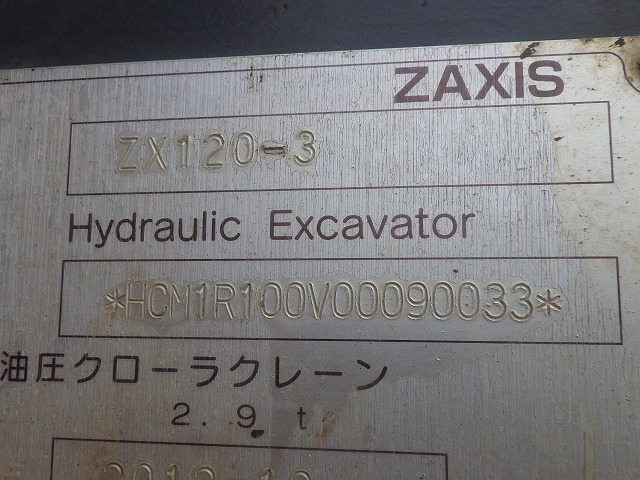 ZAXIS
ZX120-3
Hydraulic Excavator
*HCM1R100V00090033*
油圧クローラクレーン
2.9 t